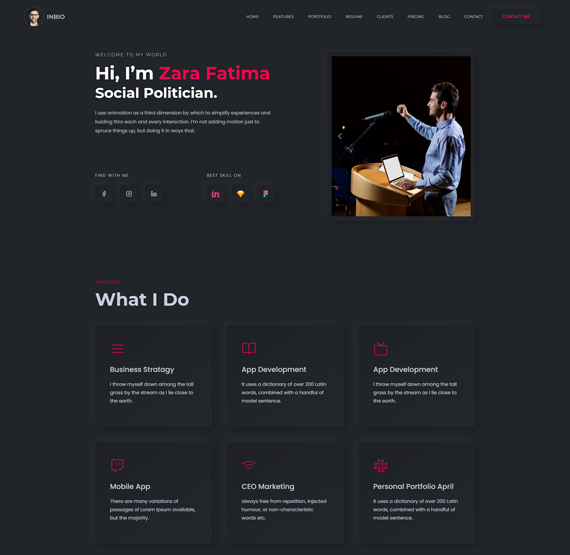 INBIO
HOME FEATURES PORTFOLIO RESUME CLIENTS PRICING BLOG CONTACT CONTACT ME
WELCOME TO MY WORLD
Hi, I’m Zara Fatima
Social Politician.
I use animation as a third dimension by which to simplify experiences and
kuiding thro each and every interaction. I’m not adding motion just to
spruce things up, but doing it in ways that.
FIND WITH ME
BEST SKILL ON
in
in
FEATURES
What I Do
Business Stratagy
I throw myself down among the tall
grass by the stream as I lie close to
the earth.
App Development
It uses a dictionary of over 200 Latin
words, combined with a handful of
model sentence.
App Development
I throw myself down among the tall
grass by the stream as I lie close to
the earth.
Mobile App
There are many variations of
passages of Lorem Ipsum available,
but the majority.
CEO Marketing
always free from repetition, injected
humour, or non-characteristic
words etc.
Personal Portfolio April
It uses a dictionary of over 200 Latin
words, combined with a handful of
model sentence.